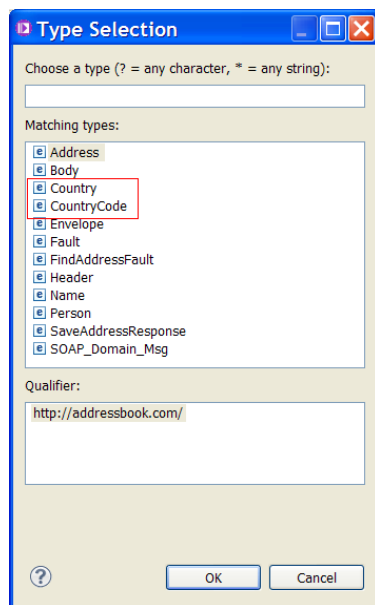 Type Selection
Choose a type (? = any character, * = any string):
Matching types:
Address
Body
Country
CountryCode
Envelope
Fault
FindAddressFault
Header
Name
Person
SaveAddressResponse
SOAP_Domain_Msg
Qualifier:
http://addressbook.com/
OK Cancel